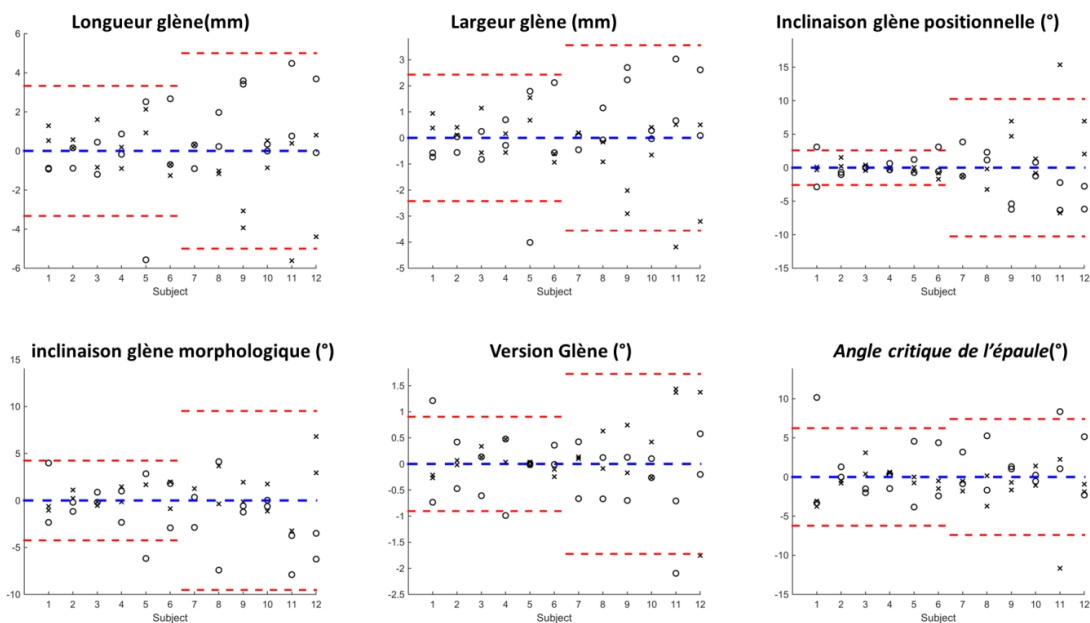 Longueur glène(mm)
6
4
2
0
-2
-4
-6
1 2 3 4 5 6 7 8 9 10 11 12
Subject
Largeur glène (mm)
3
2
1
0
-1
-2
-3
-4
-5
1 2 3 4 5 6 7 8 9 10 11 12
Subject
Inclinaison glène positionnelle (°)
15
10
5
0
-5
-10
-15
1 2 3 4 5 6 7 8 9 10 11 12
Subject
inclinaison glène morphologique (°)
15
10
5
0
-5
-10
1 2 3 4 5 6 7 8 9 10 11 12
Subject
Version Glène (°)
1.5
1
0.5
0
-0.5
-1
-1.5
-2
-2.5
1 2 3 4 5 6 7 8 9 10 11 12
Subject
Angle critique de l’épaule(°)
10
5
0
-5
-10
-15
1 2 3 4 5 6 7 8 9 10 11 12
Subject